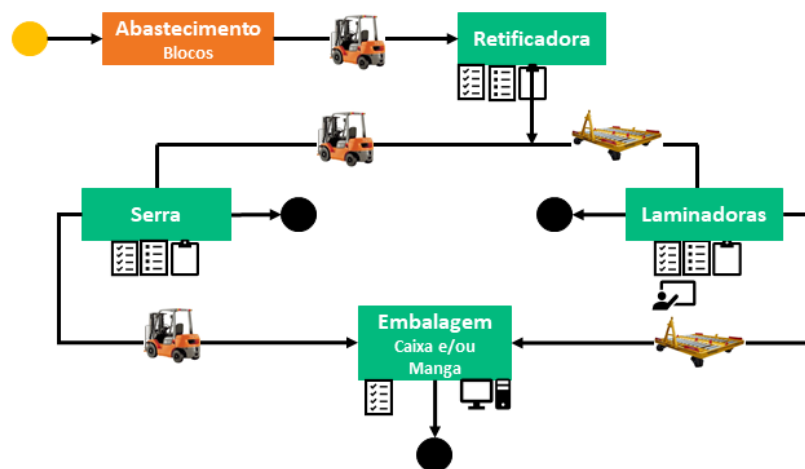 Abastecimento
Blocos
Retificadora
Serra
Laminadoras
Embalagem
Caixa e/ou
Manga